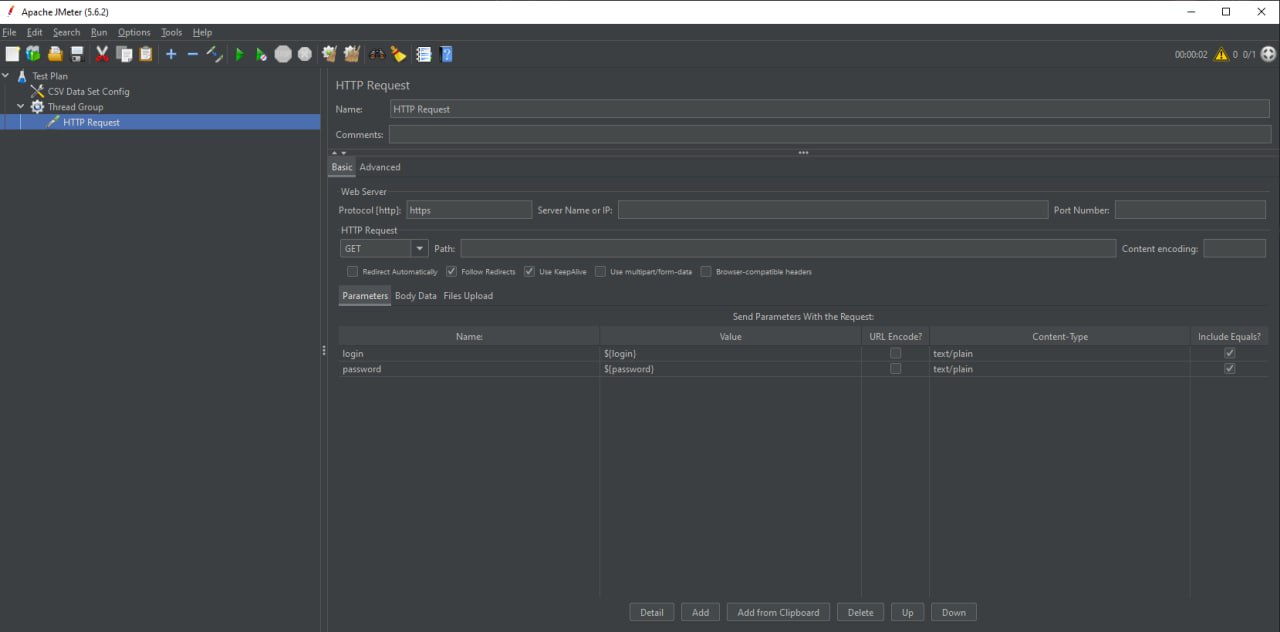 Apache JMeter (5.6.2)
File Edit Search Run Options Tools Help
00:00:02 0 0/1
Test Plan
CSV Data Set Config
Thread Group
HTTP Request
HTTP Request
Name: HTTP Request
Comments:
Basic Advanced
Web Server
Protocol [http]: https Server Name or IP: Port Number:
HTTP Request
GET Path: Content encoding:
Redirect Automatically Follow Redirects Use KeepAlive Use multipart/form-data Browser-compatible headers
Parameters Body Data Files Upload
Send Parameters With the Request:
Name: Value URL Encode? Content-Type Include Equals?
login ${login} text/plain
password ${password} text/plain
Detail Add Add from Clipboard Delete Up Down